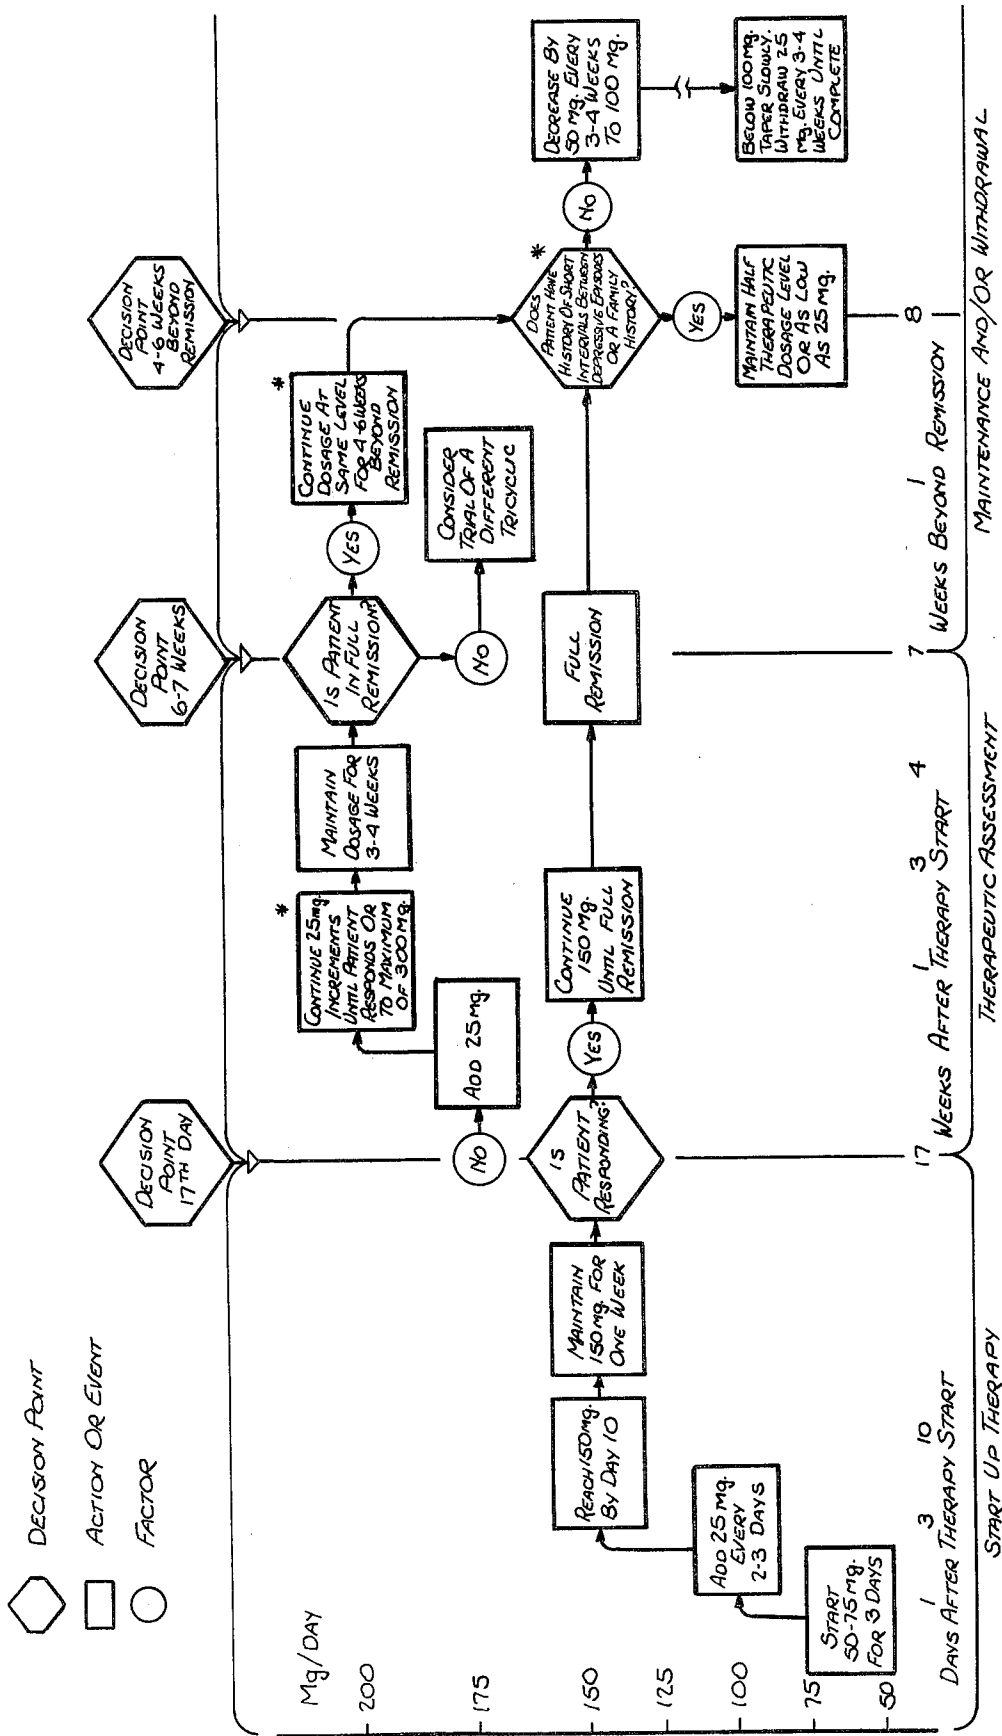 DECISION POINT
ACTION OR EVENT
FACTOR
DECISION
POINT
17TH DAY
DECISION
POINT
6-7 WEEKS
DECISION
POINT
4-6 WEEKS
BEYOND
REMISSION
Mg/DAY
200
175
150
125
100
75
50
START
50-75 Mg.
FOR 3 DAYS
ADD 25 Mg.
EVERY
2-3 DAYS
REACH 150 Mg.
BY DAY 10
MAINTAIN
150 Mg. FOR
ONE WEEK
IS
PATIENT
RESPONDING?
NO
ADD 25 Mg.
*
CONTINUE 25 Mg.
INCREMENTS
UNTIL PATIENT
RESPONDS OR
TO MAXIMUM
OF 300 Mg.
MAINTAIN
DOSAGE FOR
3-4 WEEKS
IS PATIENT
IN FULL
REMISSION?
YES
*
CONTINUE
DOSAGE AT
SAME LEVEL
FOR 4-6 WEEKS
BEYOND
REMISSION
NO
CONSIDER
TRIAL OF A
DIFFERENT
TRICYCLIC
YES
CONTINUE
150 Mg.
UNTIL FULL
REMISSION
FULL
REMISSION
*
DOES
PATIENT HAVE
HISTORY OF SHORT
INTERVALS BETWEEN
DEPRESSIVE EPISODES
OR A FAMILY
HISTORY?
NO
DECREASE BY
50 Mg. EVERY
3-4 WEEKS
TO 100 Mg.
BELOW 100 Mg.
TAPER SLOWLY.
WITHDRAW 25
Mg. EVERY 3-4
WEEKS UNTIL
COMPLETE
YES
MAINTAIN HALF
THERAPEUTIC
DOSAGE LEVEL
OR AS LOW
AS 25 Mg.
1 3 10 17 1 3 4 7 1 8
DAYS AFTER THERAPY START
WEEKS AFTER THERAPY START
WEEKS BEYOND REMISSION
START UP THERAPY
THERAPEUTIC ASSESSMENT
MAINTENANCE AND/OR WITHDRAWAL